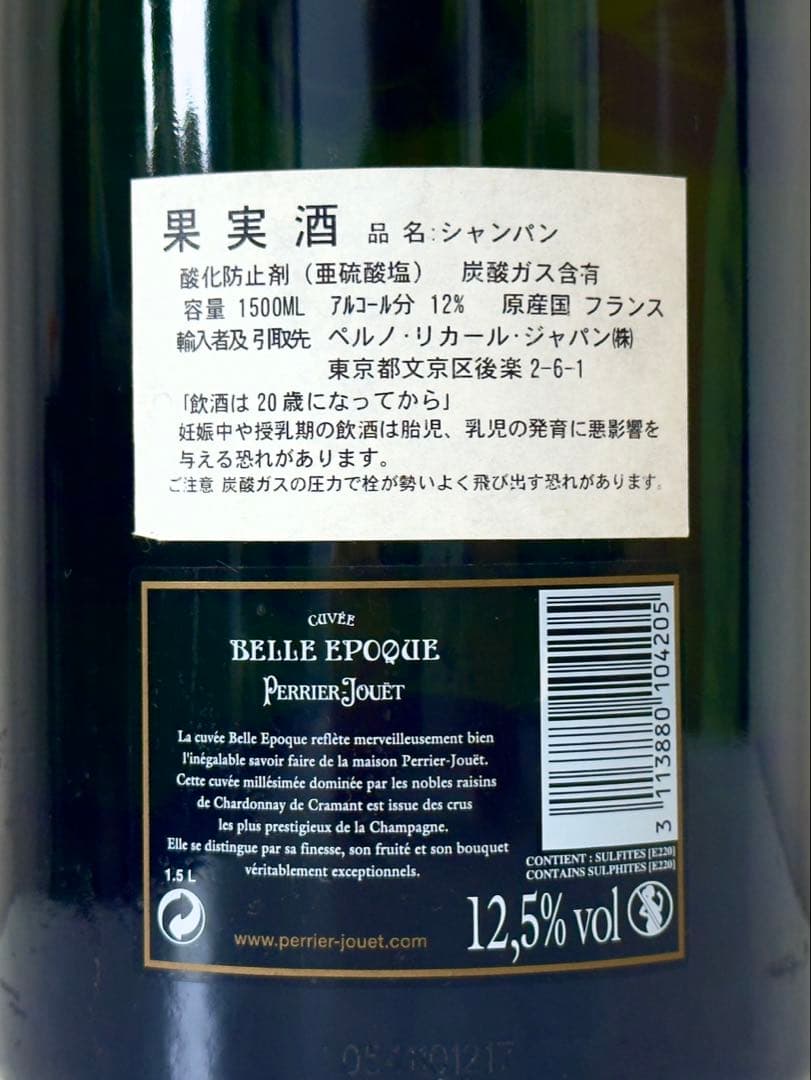 果実酒 品名:シャンパン
酸化防止剤（亜硫酸塩） 炭酸ガス含有
容量 1500ML アルコール分 12% 原産国 フランス
輸入者及引取先 ペルノ・リカール・ジャパン㈱
東京都文京区後楽 2-6-1
「飲酒は 20 歳になってから」
妊娠中や授乳期の飲酒は胎児、乳児の発育に悪影響を
与える恐れがあります。
ご注意 炭酸ガスの圧力で栓が勢いよく飛び出す恐れがあります。
CUVÉE
BELLE EPOQUE
PERRIER-JOUËT
La cuvée Belle Epoque reflète merveilleusement bien
l'inégalable savoir faire de la maison Perrier-Jouët.
Cette cuvée millésimée dominée par les nobles raisins
de Chardonnay de Cramant est issue des crus
les plus prestigieux de la Champagne.
Elle se distingue par sa finesse, son fruité et son bouquet
véritablement exceptionnels.
3 113880 104205
CONTIENT : SULFITES [E220]
CONTAINS SULPHITES [E220]
1.5 L
www.perrier-jouet.com
12,5% vol